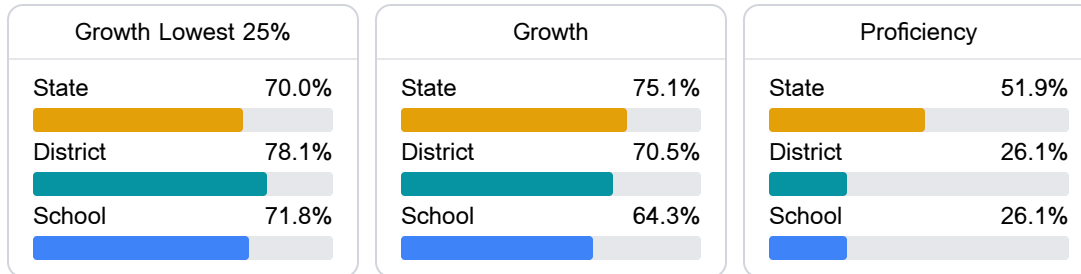 Growth Lowest 25%
State 70.0%
District 78.1%
School 71.8%
Growth
State 75.1%
District 70.5%
School 64.3%
Proficiency
State 51.9%
District 26.1%
School 26.1%